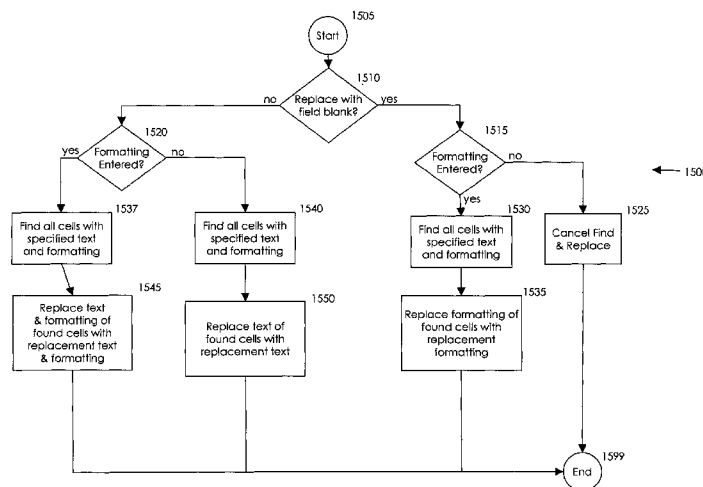 1505
Start
1510
Replace with
field blank?
no
yes
1520
1515
yes
Formatting
Entered?
no
Formatting
Entered?
no
yes
1537
1540
1530
1525
Find all cells with
specified text
and formatting
Find all cells with
specified text
and formatting
Find all cells with
specified text
and formatting
Cancel Find
& Replace
1545
1550
1535
Replace text
& formatting of
found cells with
replacement text
& formatting
Replace text of
found cells with
replacement text
Replace formatting of
found cells with
replacement
formatting
1599
End